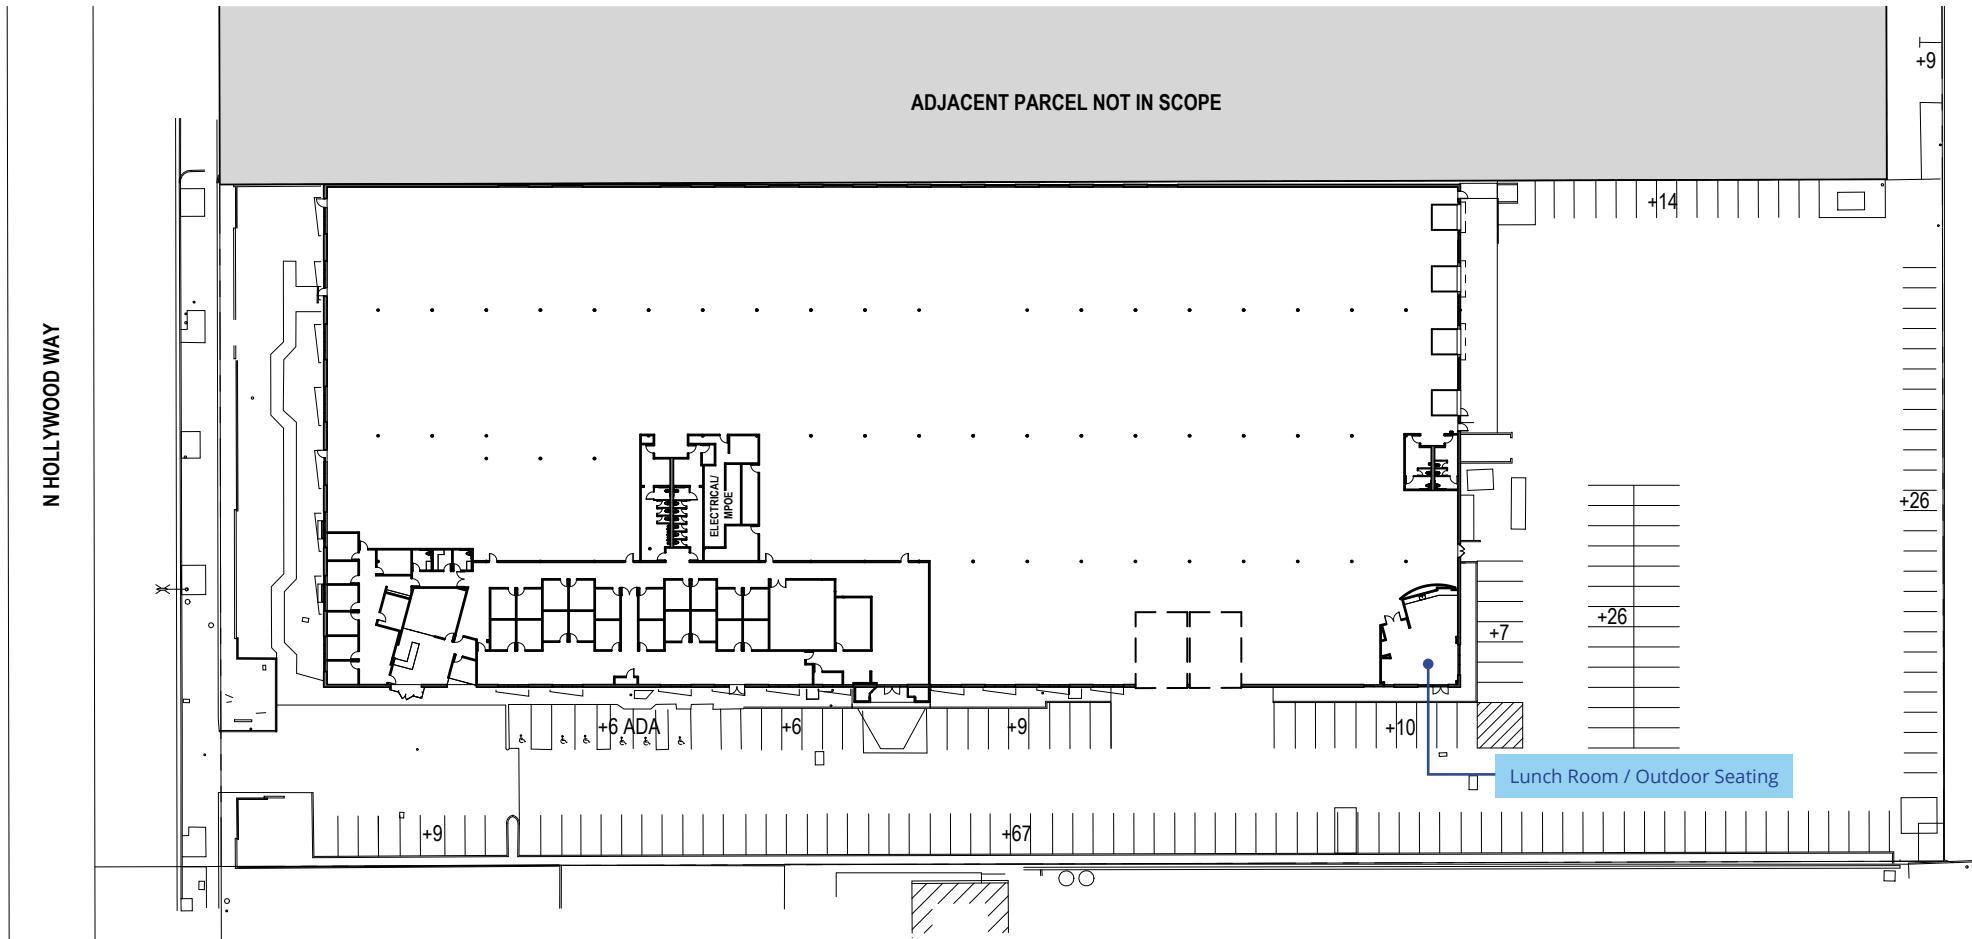 +9
ADJACENT PARCEL NOT IN SCOPE
+14
N HOLLYWOOD WAY
ELECTRICAL/
MPOE
+26
+26
+7
+6 ADA
+6
+9
+10
Lunch Room / Outdoor Seating
+9
+67